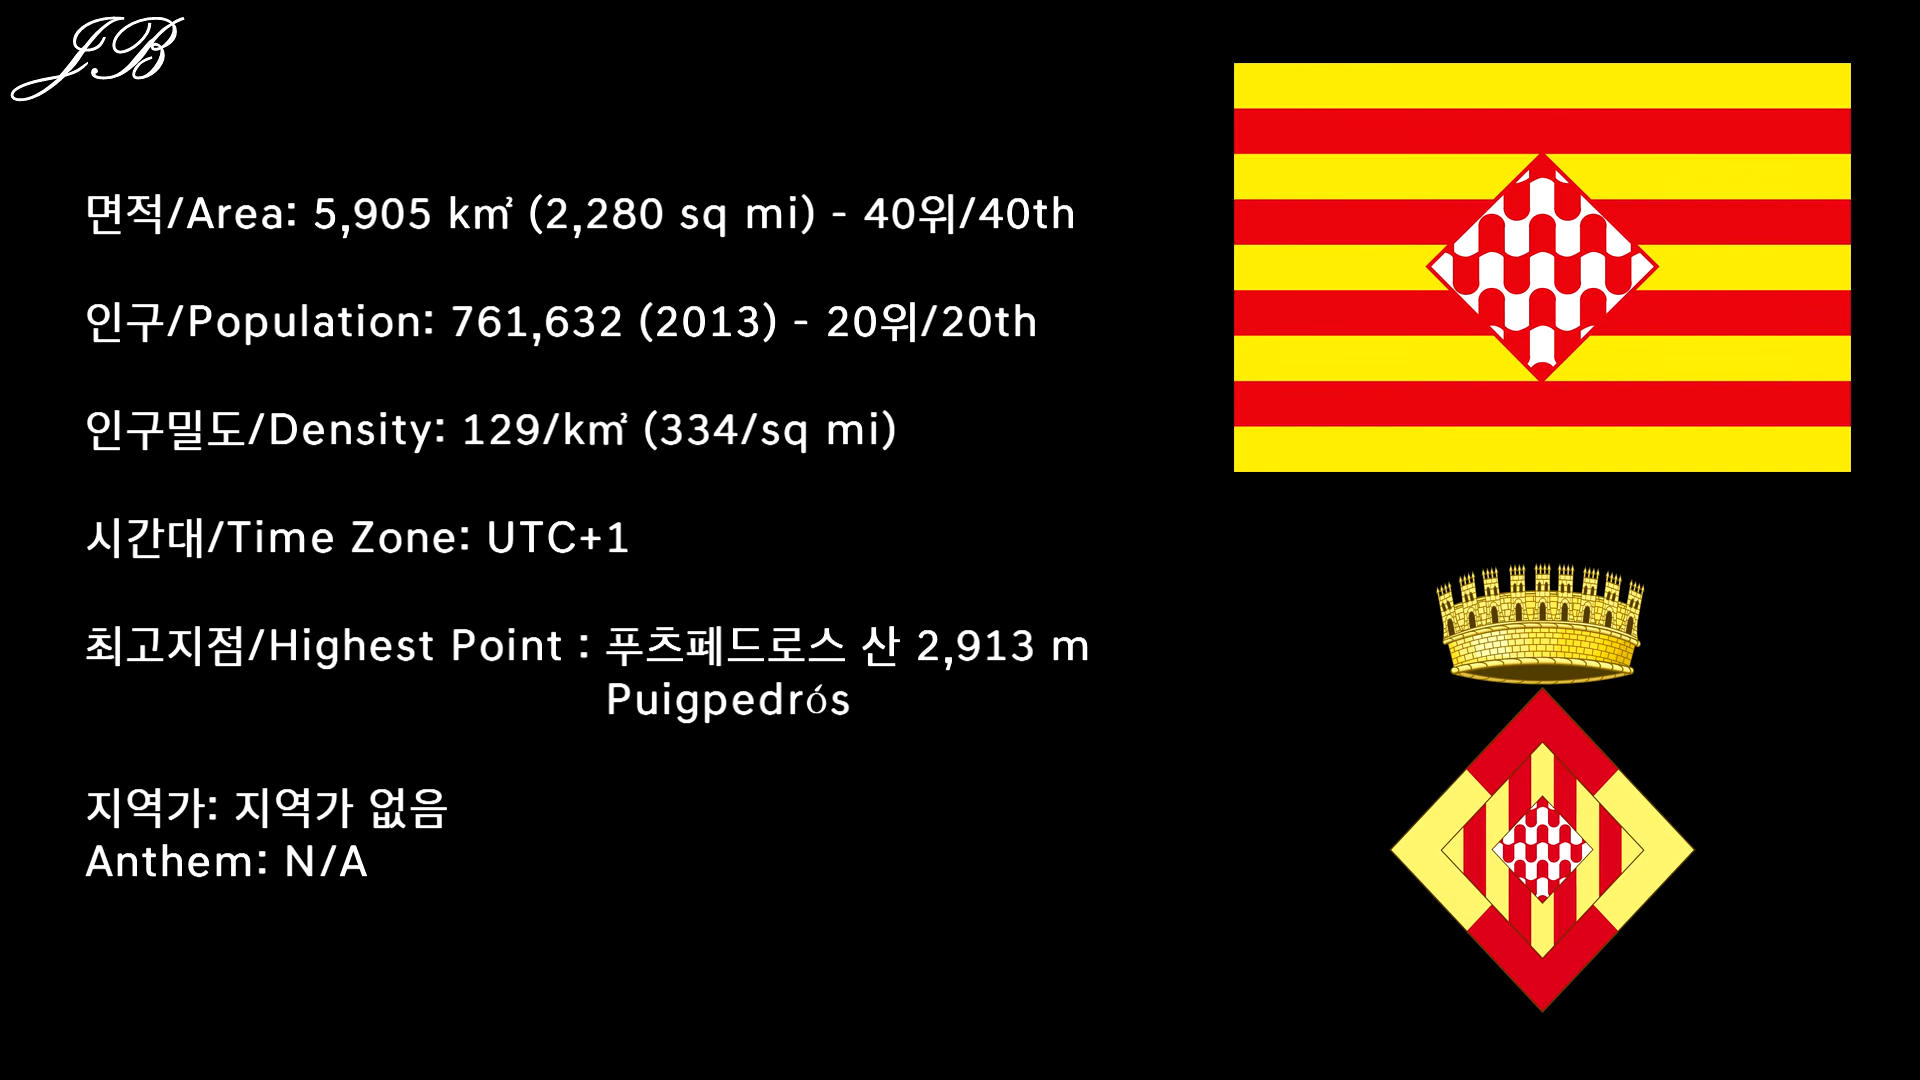 JB
면적/Area: 5,905 ㎢ (2,280 sq mi) - 40위/40th
인구/Population: 761,632 (2013) - 20위/20th
인구밀도/Density: 129/㎢ (334/sq mi)
시간대/Time Zone: UTC+1
최고지점/Highest Point : 푸츠페드로스 산 2,913 m
Puigpedrós
지역가: 지역가 없음
Anthem: N/A